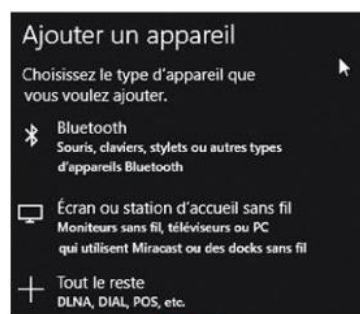 Ajouter un appareil
Choisissez le type d'appareil que
vous voulez ajouter.
Bluetooth
Souris, claviers, stylets ou autres types
d'appareils Bluetooth
Écran ou station d'accueil sans fil
Moniteurs sans fil, téléviseurs ou PC
qui utilisent Miracast ou des docks sans fil
Tout le reste
DLNA, DIAL, POS, etc.